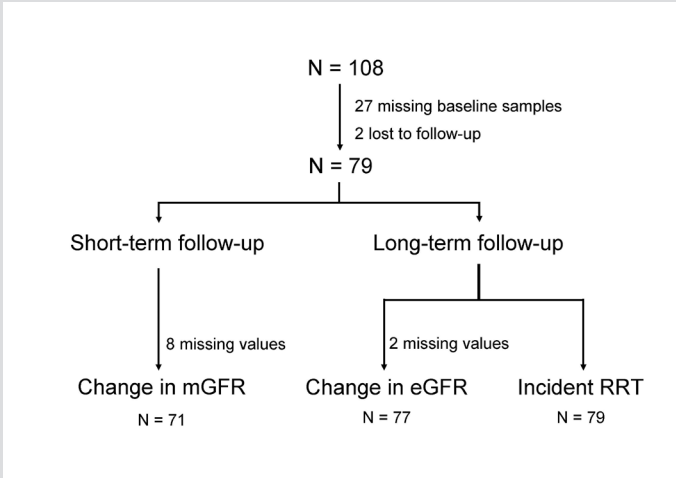 N = 108
27 missing baseline samples
2 lost to follow-up
N = 79
Short-term follow-up
Long-term follow-up
8 missing values
2 missing values
Change in mGFR
Change in eGFR
Incident RRT
N = 71
N = 77
N = 79